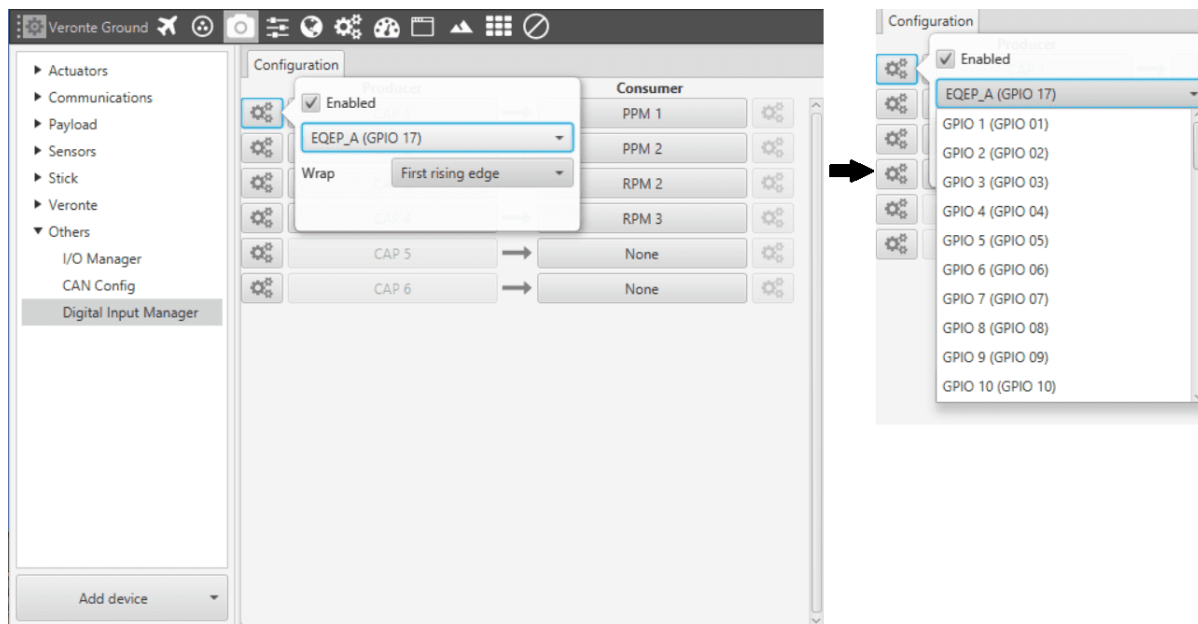 Veronte Ground
Actuators
Communications
Payload
Sensors
Stick
Veronte
Others
I/O Manager
CAN Config
Digital Input Manager
Add device
Configuration
Producer
Consumer
Enabled
EQEP_A (GPIO 17)
Wrap
First rising edge
PPM 1
PPM 2
RPM 2
CAP 4
RPM 3
CAP 5
None
CAP 6
None
Configuration
Producer
Enabled
CAP 1
EQEP_A (GPIO 17)
GPIO 1 (GPIO 01)
GPIO 2 (GPIO 02)
GPIO 3 (GPIO 03)
GPIO 4 (GPIO 04)
GPIO 5 (GPIO 05)
GPIO 6 (GPIO 06)
GPIO 7 (GPIO 07)
GPIO 8 (GPIO 08)
GPIO 9 (GPIO 09)
GPIO 10 (GPIO 10)